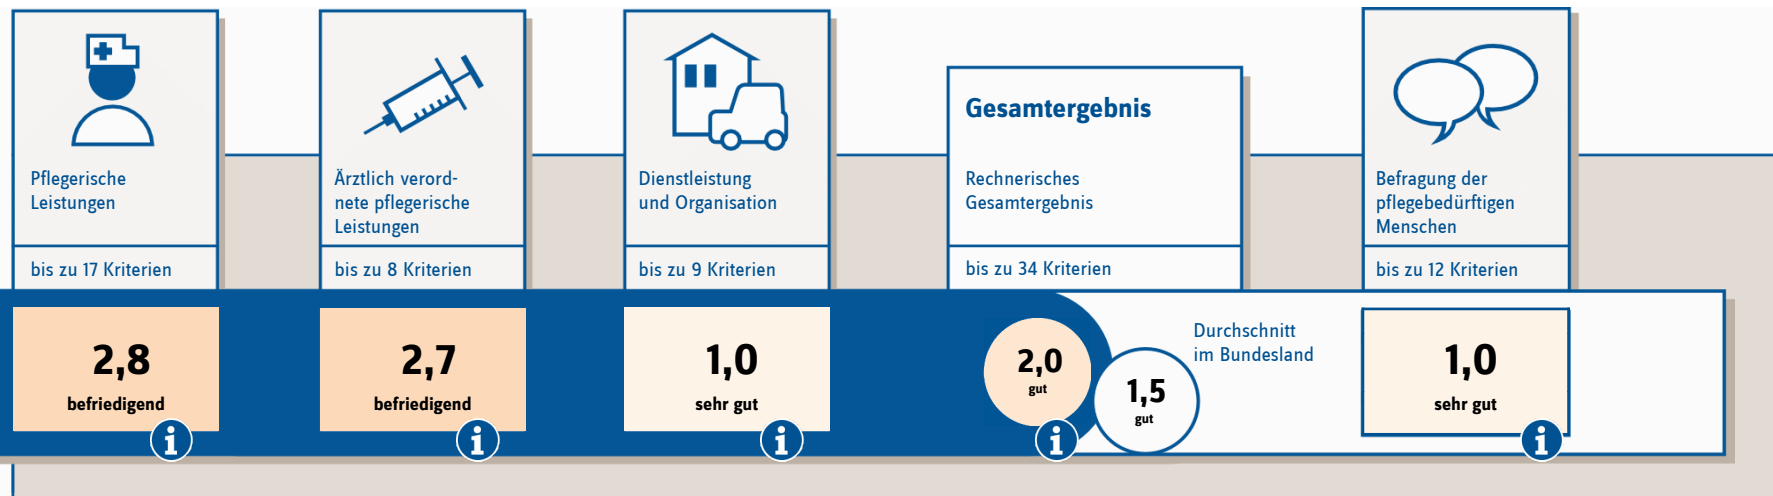 Pflegerische
Leistungen
bis zu 17 Kriterien
2,8
befriedigend
i
Ärztlich verord-
nete pflegerische
Leistungen
bis zu 8 Kriterien
2,7
befriedigend
i
Dienstleistung
und Organisation
bis zu 9 Kriterien
1,0
sehr gut
i
Gesamtergebnis
Rechnerisches
Gesamtergebnis
bis zu 34 Kriterien
2,0
gut
i
1,5
gut
Durchschnitt
im Bundesland
Befragung der
pflegebedürftigen
Menschen
bis zu 12 Kriterien
1,0
sehr gut
i